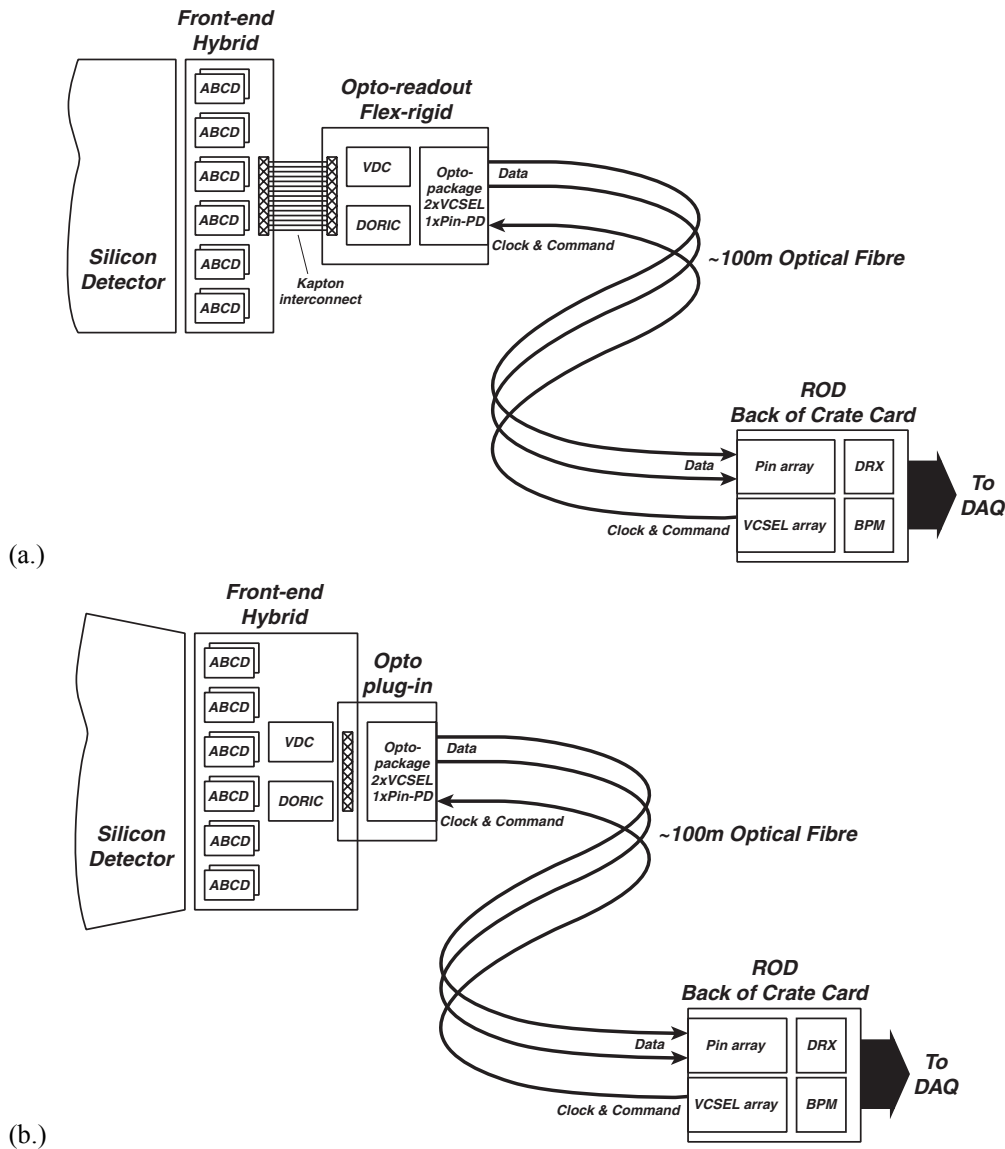 Front-end
Hybrid
ABCD
ABCD
ABCD
ABCD
ABCD
ABCD
Silicon
Detector
Kapton
interconnect
Opto-readout
Flex-rigid
VDC
DORIC
Opto-
package
2xVCSEL
1xPin-PD
Data
Clock & Command
~100m Optical Fibre
ROD
Back of Crate Card
Data
Pin array
DRX
Clock & Command
VCSEL array
BPM
To
DAQ
(a.)
Front-end
Hybrid
ABCD
ABCD
ABCD
ABCD
ABCD
ABCD
Silicon
Detector
VDC
DORIC
Opto
plug-in
Opto-
package
2xVCSEL
1xPin-PD
Data
Clock & Command
~100m Optical Fibre
ROD
Back of Crate Card
Data
Pin array
DRX
Clock & Command
VCSEL array
BPM
To
DAQ
(b.)